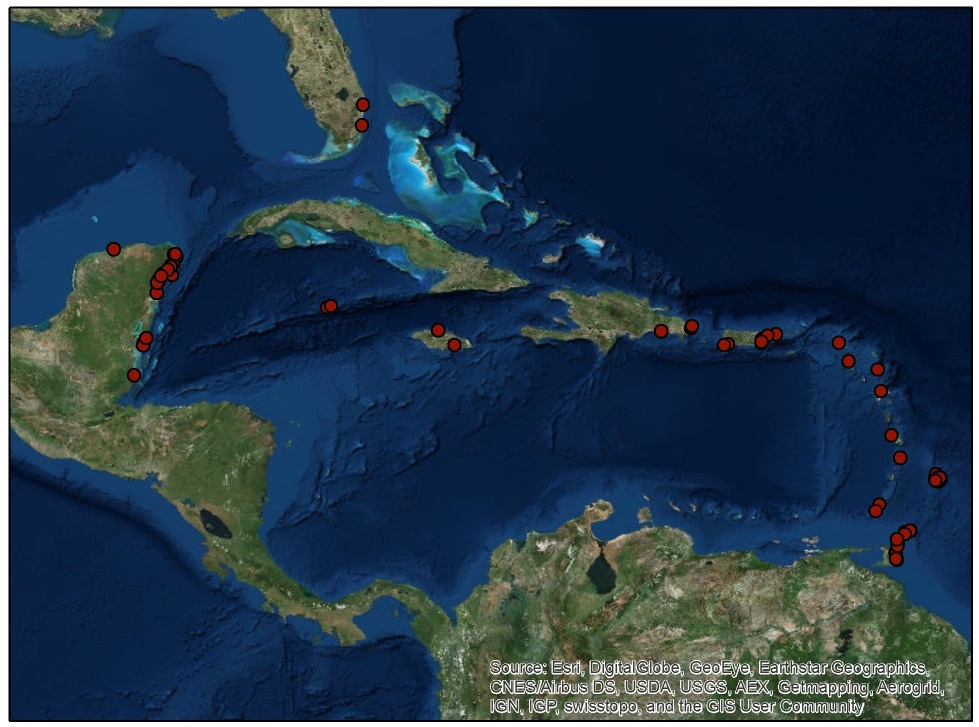 Source: Esri, DigitalGlobe, GeoEye, Earthstar Geographics,
CNES/Airbus DS, USDA, USGS, AEX, Getmapping, Aerogrid,
IGN, IGP, swisstopo, and the GIS User Community